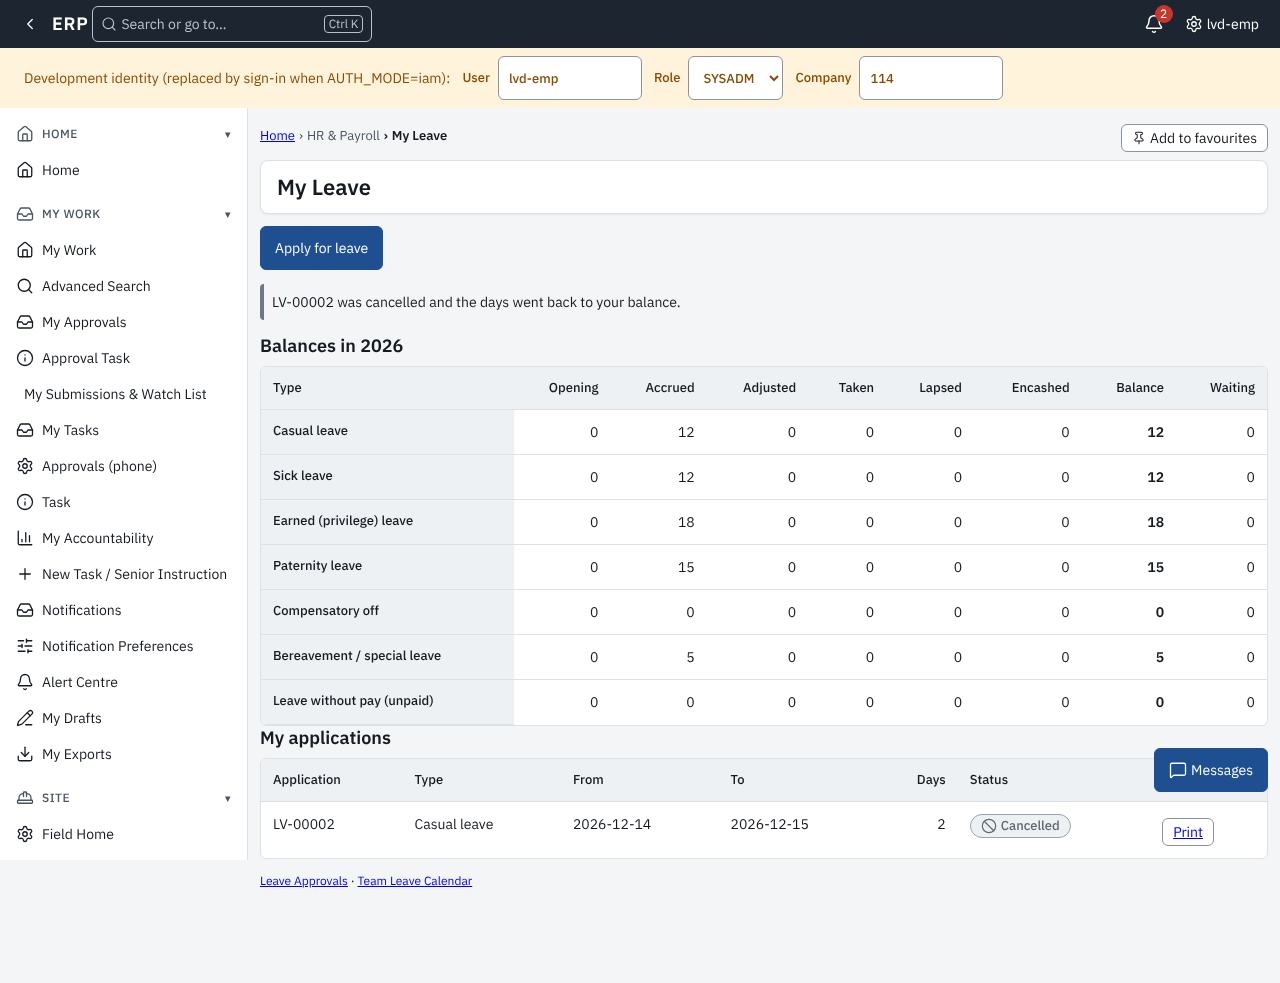 ERP
Search or go to...
Ctrl K
2
lvd-emp
Development identity (replaced by sign-in when AUTH_MODE=iam): User lvd-emp Role SYSADM Company 114
HOME
Home
MY WORK
My Work
Advanced Search
My Approvals
Approval Task
My Submissions & Watch List
My Tasks
Approvals (phone)
Task
My Accountability
New Task / Senior Instruction
Notifications
Notification Preferences
Alert Centre
My Drafts
My Exports
SITE
Field Home
Home › HR & Payroll › My Leave
Add to favourites
My Leave
Apply for leave
LV-00002 was cancelled and the days went back to your balance.
Balances in 2026
Type Opening Accrued Adjusted Taken Lapsed Encashed Balance Waiting
Casual leave 0 12 0 0 0 0 12 0
Sick leave 0 12 0 0 0 0 12 0
Earned (privilege) leave 0 18 0 0 0 0 18 0
Paternity leave 0 15 0 0 0 0 15 0
Compensatory off 0 0 0 0 0 0 0 0
Bereavement / special leave 0 5 0 0 0 0 5 0
Leave without pay (unpaid) 0 0 0 0 0 0 0 0
My applications
Application Type From To Days Status
Messages
LV-00002 Casual leave 2026-12-14 2026-12-15 2 Cancelled Print
Leave Approvals · Team Leave Calendar